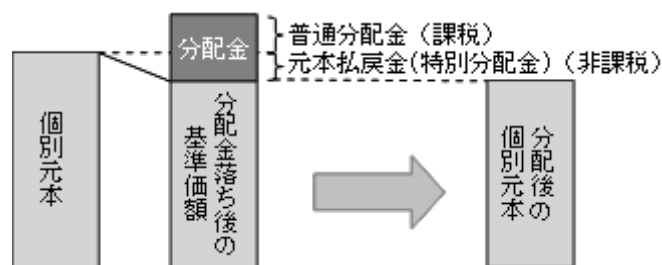 分配金
普通分配金（課税）
元本払戻金(特別分配金)（非課税）
個別元本
分配金落ち後の
基準価額
分配後の
個別元本